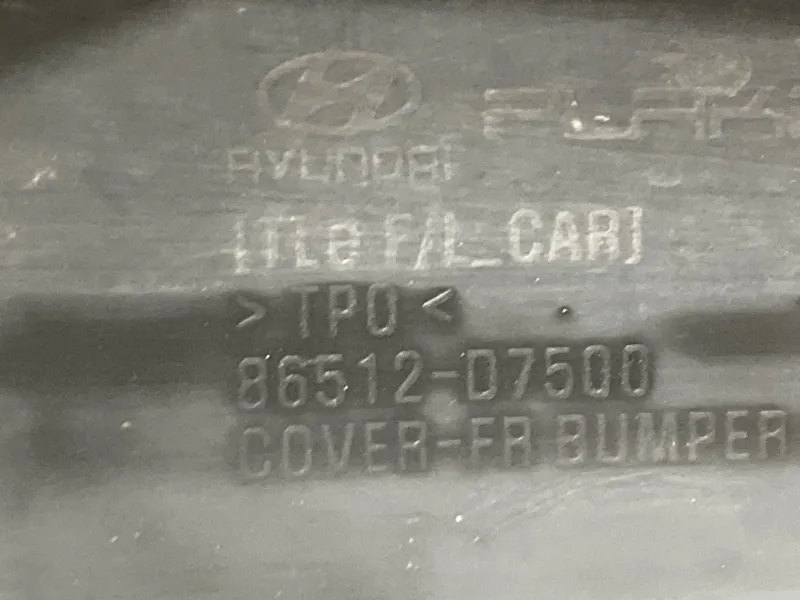 HYUNDAI
[TLe F/L_CAR]
> TPO <
86512-D7500
COVER-FR BUMPER